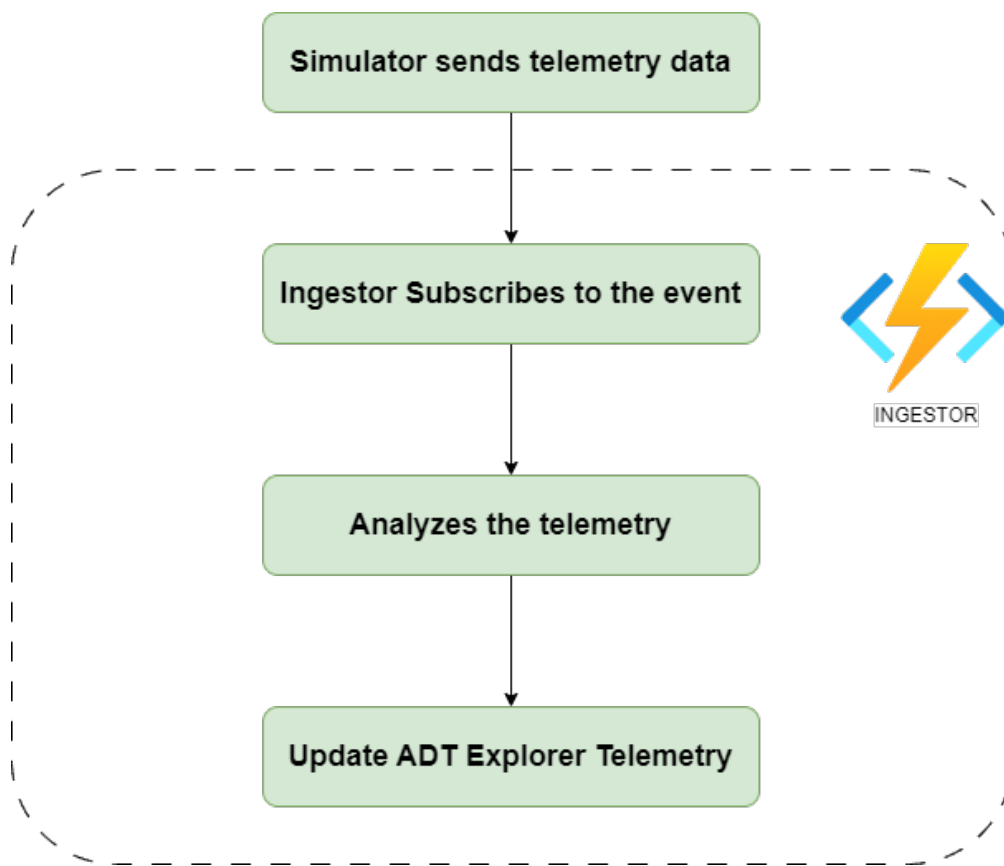 Simulator sends telemetry data
Ingestor Subscribes to the event
INGESTOR
Analyzes the telemetry
Update ADT Explorer Telemetry